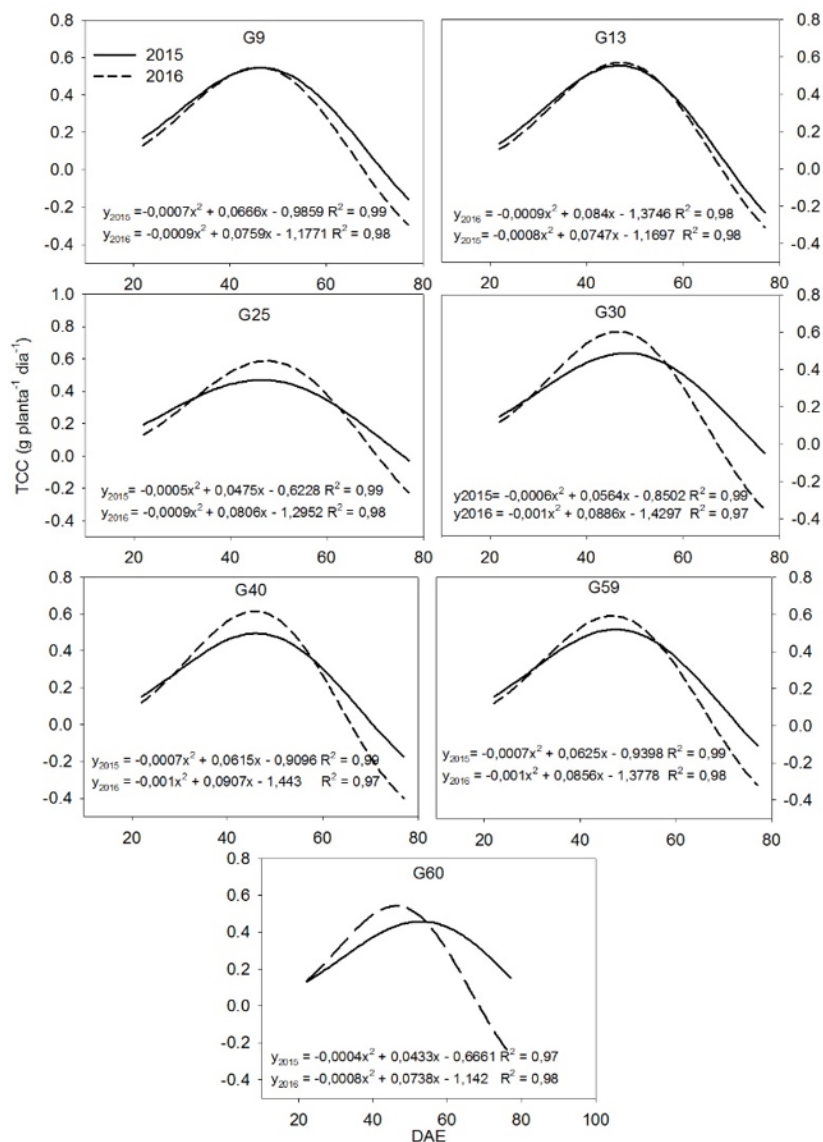 G9
G13
2015
2016
0.8
0.6
0.4
0.2
0.0
-0.2
-0.4
y2015 =-0,0007x² + 0,0666x - 0,9859 R² = 0,99
y2016 =-0,0009x² + 0,0759x - 1,1771 R² = 0,98
y2016 =-0,0009x² + 0,084x - 1,3746 R² = 0,98
y2015 =-0,0008x² + 0,0747x - 1,1697 R² = 0,98
0.8
0.6
0.4
0.2
0.0
-0.2
-0.4
20 40 60 80
20 40 60 80
TCC (g planta⁻¹ dia⁻¹)
G25
G30
1.0
0.8
0.6
0.4
0.2
0.0
-0.2
-0.4
y2015= -0,0005x² + 0,0475x - 0,6228 R² = 0,99
y2016 = -0,0009x² + 0,0806x - 1,2952 R² = 0,98
y2015= -0,0006x² + 0,0564x - 0,8502 R² = 0,99
y2016 = -0,001x² + 0,0886x - 1,4297 R² = 0,97
0.8
0.6
0.4
0.2
0.0
-0.2
-0.4
20 40 60 80
20 40 60 80
G40
G59
0.8
0.6
0.4
0.2
0.0
-0.2
-0.4
y2015 = -0,0007x² + 0,0615x - 0,9096 R² = 0,99
y2016 = -0,001x² + 0,0907x - 1,443 R² = 0,97
y2015 = -0,0007x² + 0,0625x - 0,9398 R² = 0,99
y2016 = -0,001x² + 0,0856x - 1,3778 R² = 0,98
0.8
0.6
0.4
0.2
0.0
-0.2
-0.4
20 40 60 80
20 40 60 80
G60
0.8
0.6
0.4
0.2
0.0
-0.2
-0.4
y2015 = -0,0004x² + 0,0433x - 0,6661 R² = 0,97
y2016 = -0,0008x² + 0,0738x - 1,142 R² = 0,98
20 40 60 80 100
DAE